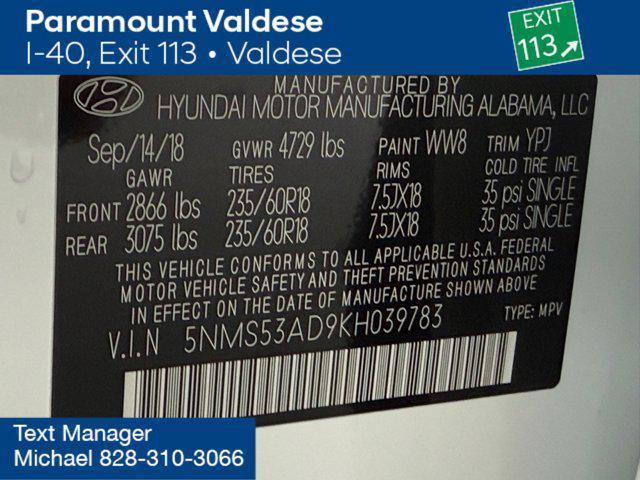 Paramount Valdese
I-40, Exit 113 • Valdese
EXIT
113
MANUFACTURED BY
HYUNDAI MOTOR MANUFACTURING ALABAMA, LLC
Sep/14/18 GVWR 4729 lbs PAINT WW8 TRIM YPJ
GAWR TIRES RIMS COLD TIRE INFL
FRONT 2866 lbs 235/60R18 7.5JX18 35 psi SINGLE
REAR 3075 lbs 235/60R18 7.5JX18 35 psi SINGLE
THIS VEHICLE CONFORMS TO ALL APPLICABLE U.S.A. FEDERAL
MOTOR VEHICLE SAFETY AND THEFT PREVENTION STANDARDS
IN EFFECT ON THE DATE OF MANUFACTURE SHOWN ABOVE
V.I.N 5NMS53AD9KH039783 TYPE: MPV
Text Manager
Michael 828-310-3066